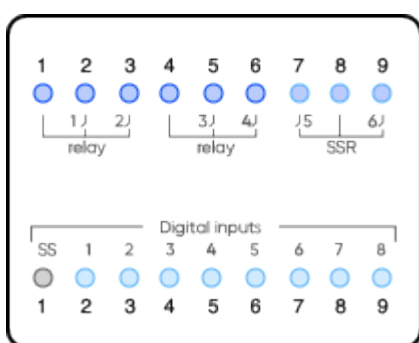 1 2 3 4 5 6 7 8 9
1 2 3 4 5 6
relay relay SSR
Digital inputs
SS 1 2 3 4 5 6 7 8
1 2 3 4 5 6 7 8 9